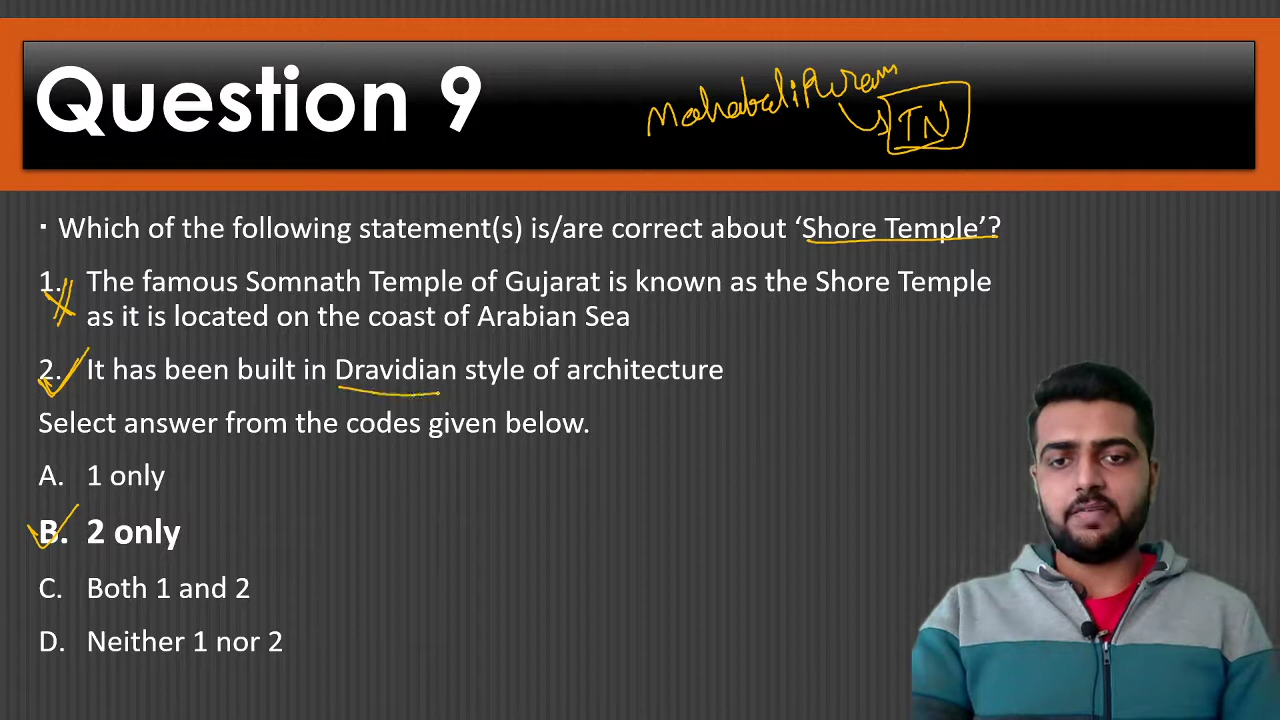 Question 9
Mahabalipuram
TN
· Which of the following statement(s) is/are correct about ‘Shore Temple’?
1. The famous Somnath Temple of Gujarat is known as the Shore Temple
as it is located on the coast of Arabian Sea
2. It has been built in Dravidian style of architecture
Select answer from the codes given below.
A. 1 only
B. 2 only
C. Both 1 and 2
D. Neither 1 nor 2